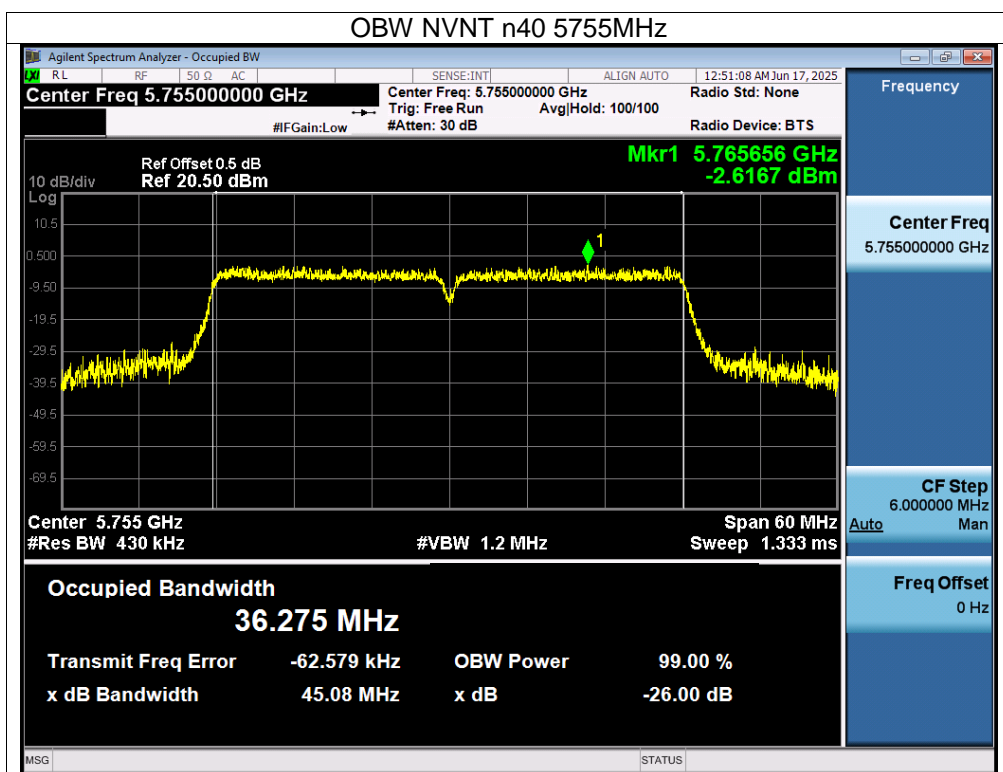 OBW NVNT n40 5755MHz
Agilent Spectrum Analyzer - Occupied BW
LXI RL RF 50 Ω AC SENSE:INT ALIGN AUTO 12:51:08 AM Jun 17, 2025
Center Freq 5.755000000 GHz
Center Freq: 5.755000000 GHz Radio Std: None
Trig: Free Run Avg|Hold: 100/100
#IFGain:Low #Atten: 30 dB Radio Device: BTS
Ref Offset 0.5 dB
10 dB/div Ref 20.50 dBm
Mkr1 5.765656 GHz
-2.6167 dBm
Log
10.5
0.500
-9.50
-19.5
-29.5
-39.5
-49.5
-59.5
-69.5
1
Center 5.755 GHz Span 60 MHz
#Res BW 430 kHz #VBW 1.2 MHz Sweep 1.333 ms
Occupied Bandwidth
36.275 MHz
Transmit Freq Error -62.579 kHz OBW Power 99.00 %
x dB Bandwidth 45.08 MHz x dB -26.00 dB
MSG STATUS
Frequency
Center Freq
5.755000000 GHz
CF Step
6.000000 MHz
Auto Man
Freq Offset
0 Hz